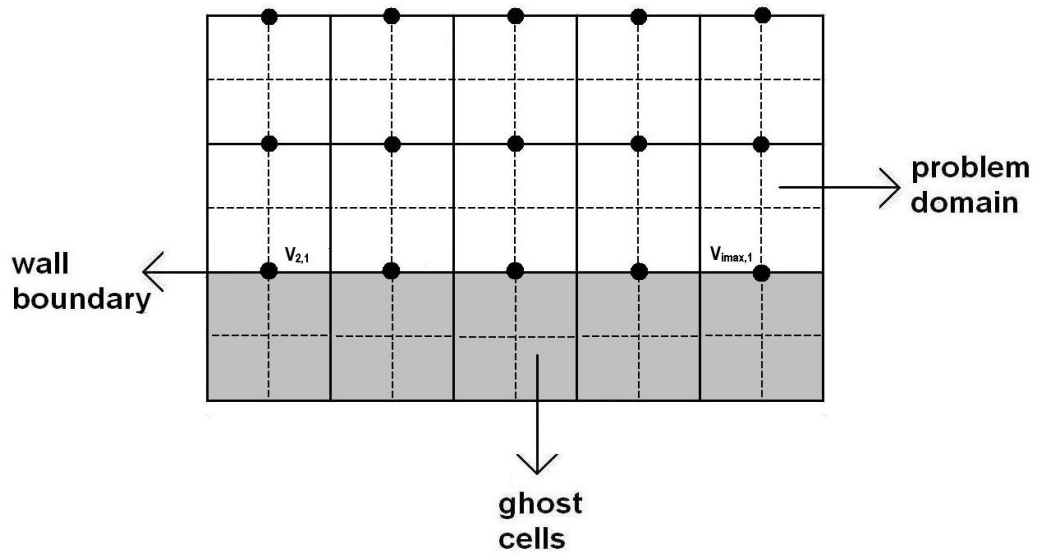 problem
domain
V2,1
Vimax,1
wall
boundary
ghost
cells